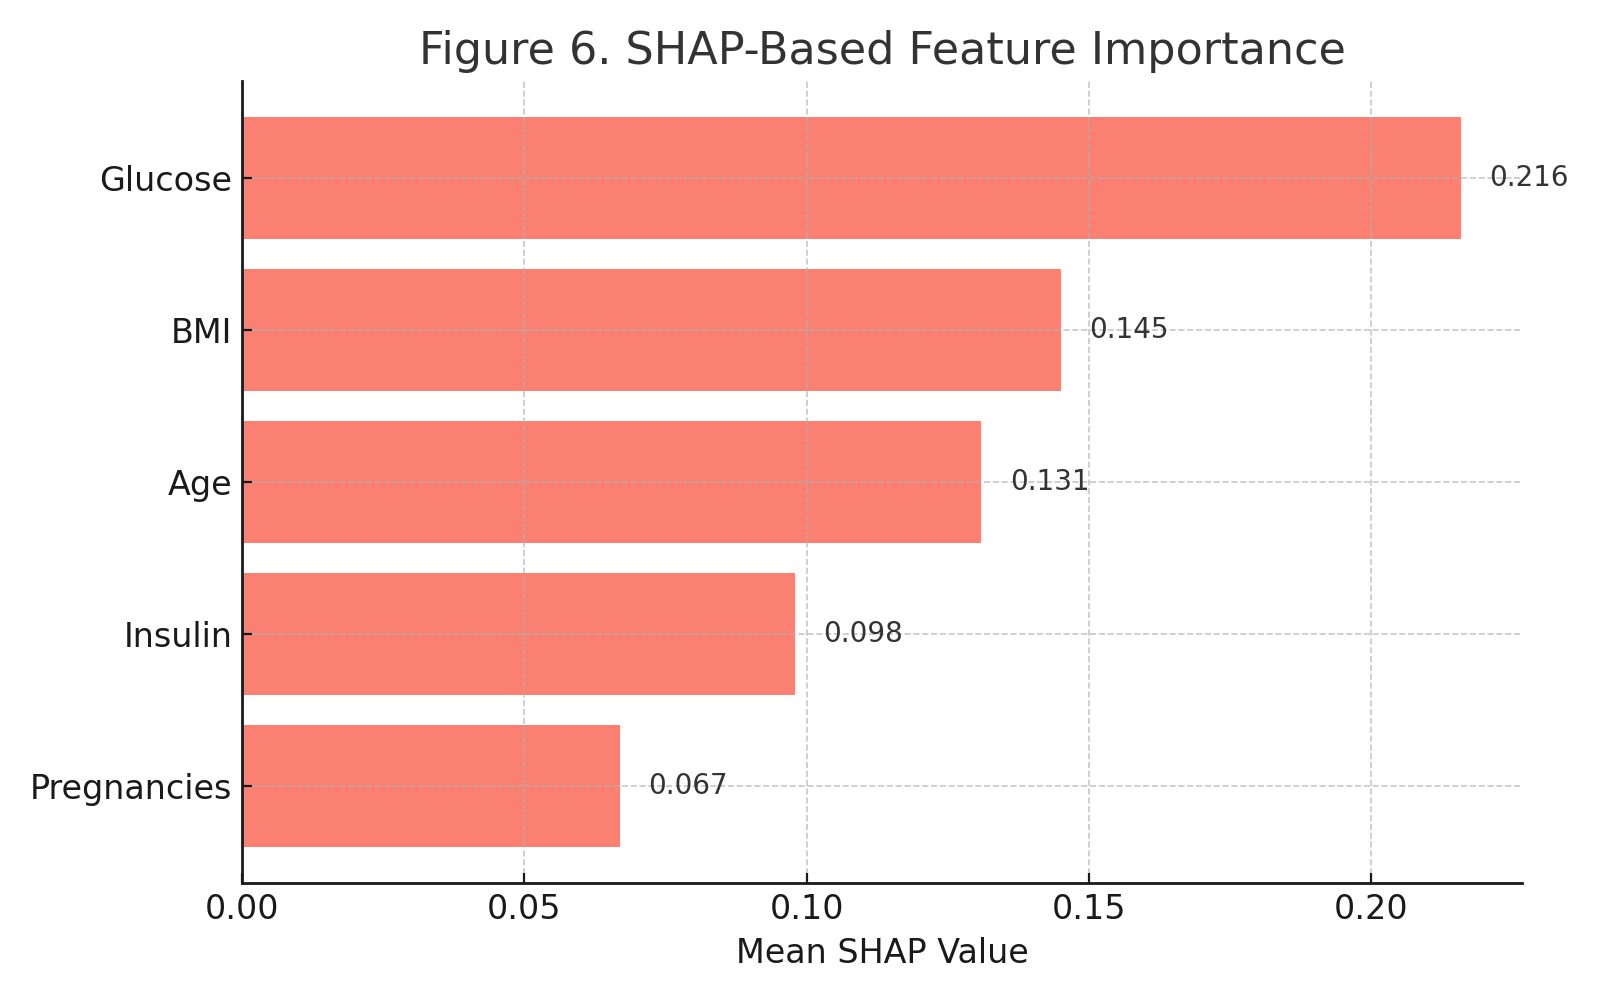 Figure 6. SHAP-Based Feature Importance
Glucose 0.216
BMI 0.145
Age 0.131
Insulin 0.098
Pregnancies 0.067
0.00 0.05 0.10 0.15 0.20
Mean SHAP Value